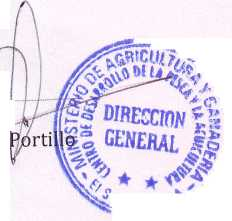 Portillo
MINISTERIO DE AGRICULTURA Y GANADERIA
CENTRO DE DESARROLLO DE LA PESCA Y LA ACUICULTURA
DIRECCION
GENERAL